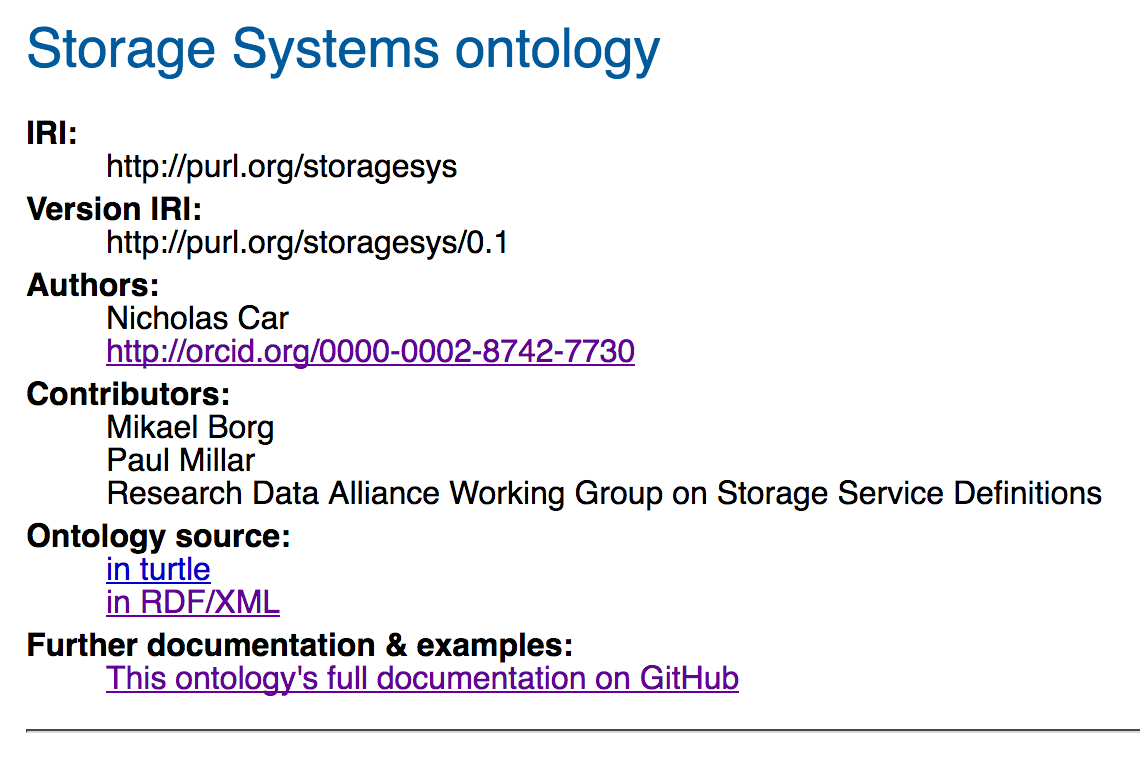 Storage Systems ontology
IRI:
http://purl.org/storagesys
Version IRI:
http://purl.org/storagesys/0.1
Authors:
Nicholas Car
http://orcid.org/0000-0002-8742-7730
Contributors:
Mikael Borg
Paul Millar
Research Data Alliance Working Group on Storage Service Definitions
Ontology source:
in turtle
in RDF/XML
Further documentation & examples:
This ontology's full documentation on GitHub